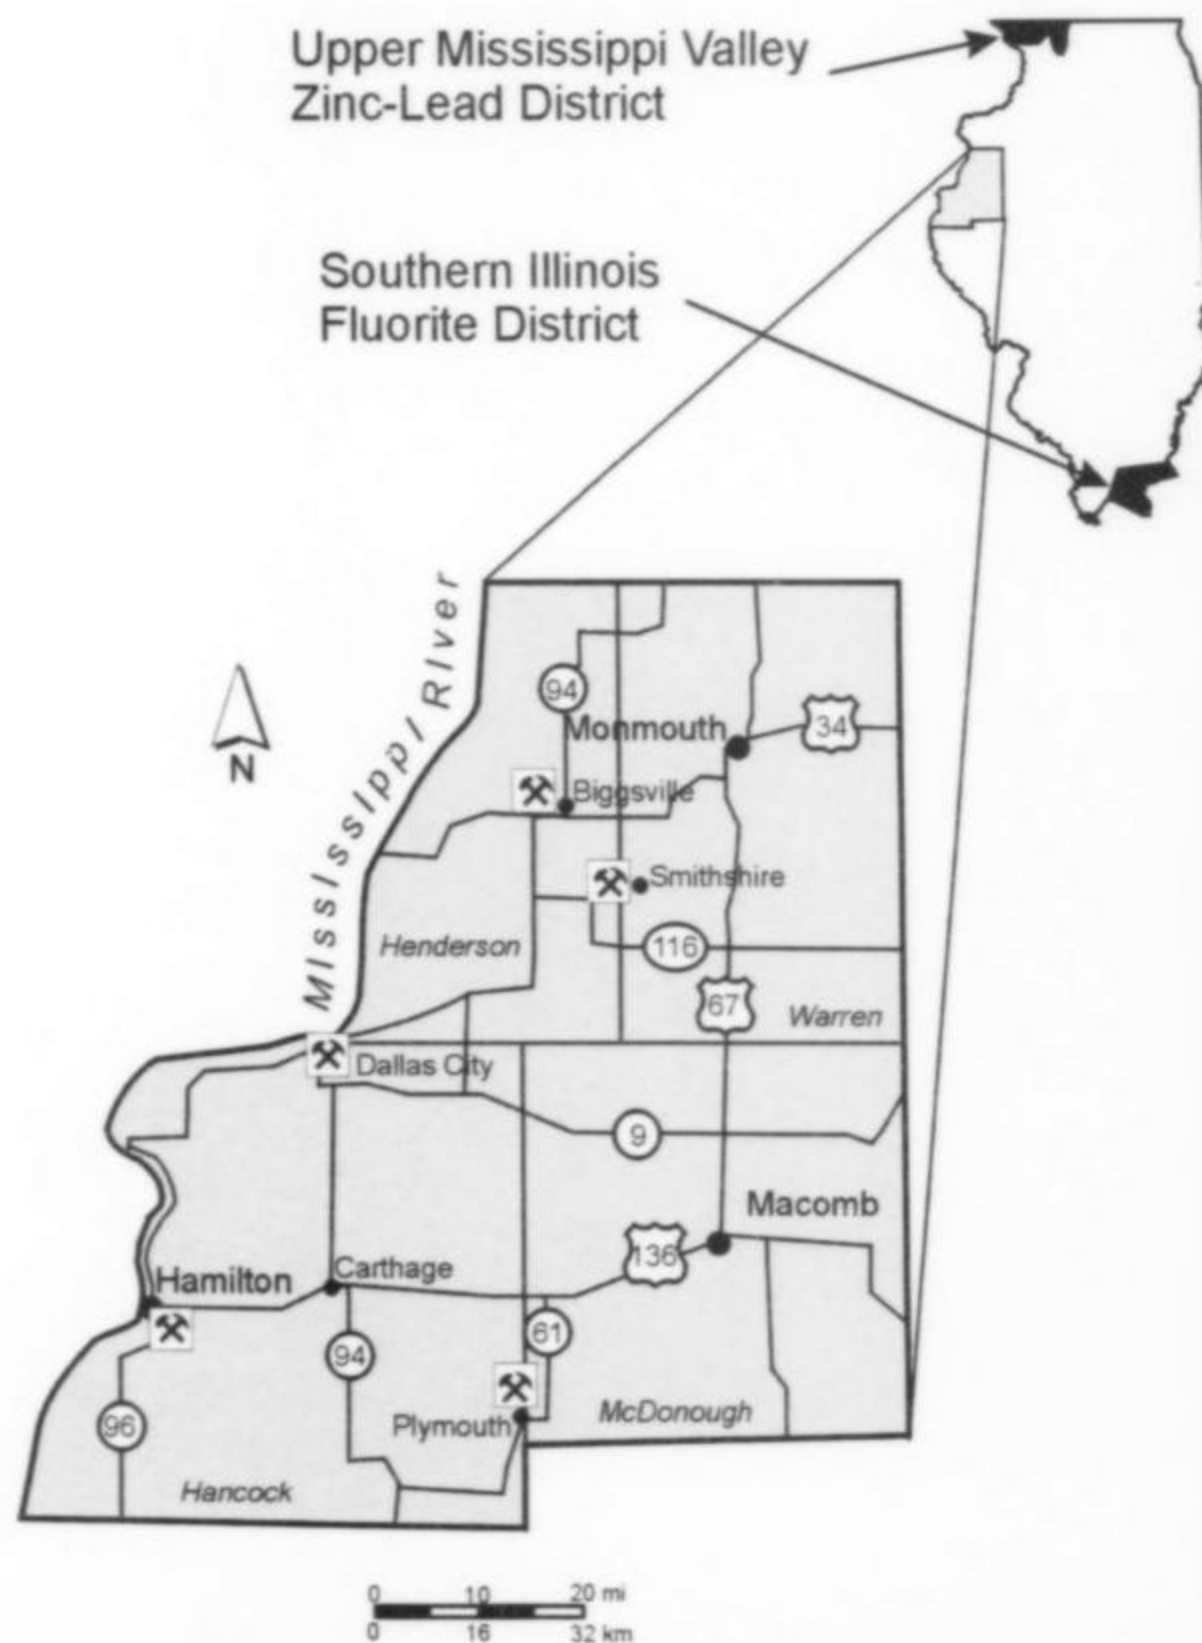 Upper Mississippi Valley
Zinc-Lead District
Southern Illinois
Fluorite District
Mississippi River
N
94
Monmouth
34
Biggsville
Smithshire
Henderson
116
67
Warren
Dallas City
9
Macomb
136
Hamilton
Carthage
61
94
96
Plymouth
McDonough
Hancock
0 10 20 mi
0 16 32 km